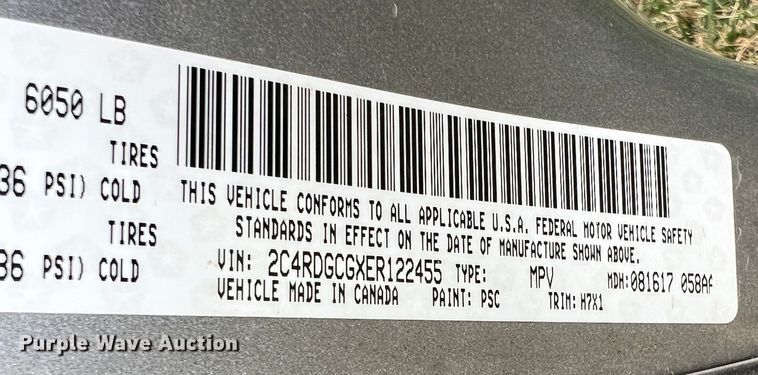 6050 LB
TIRES
36 PSI) COLD
TIRES
36 PSI) COLD
THIS VEHICLE CONFORMS TO ALL APPLICABLE U.S.A. FEDERAL MOTOR VEHICLE SAFETY
STANDARDS IN EFFECT ON THE DATE OF MANUFACTURE SHOWN ABOVE.
VIN: 2C4RDGCGXER122455 TYPE: MPV MDH:081617 058AA
VEHICLE MADE IN CANADA PAINT: PSC TRIM: H7X1
Purple Wave Auction